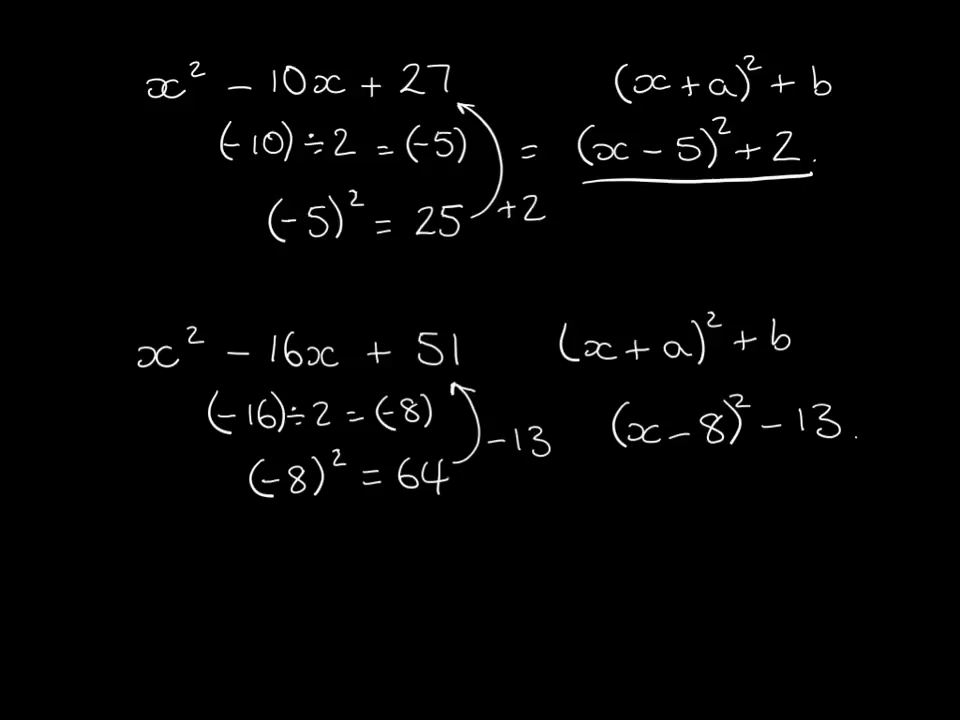 x² - 10x + 27 (x + a)² + b
(-10) ÷ 2 = (-5) = (x - 5)² + 2.
(-5)² = 25 +2
x² - 16x + 51 (x + a)² + b
(-16) ÷ 2 = (-8) (x - 8)² - 13.
(-8)² = 64 -13